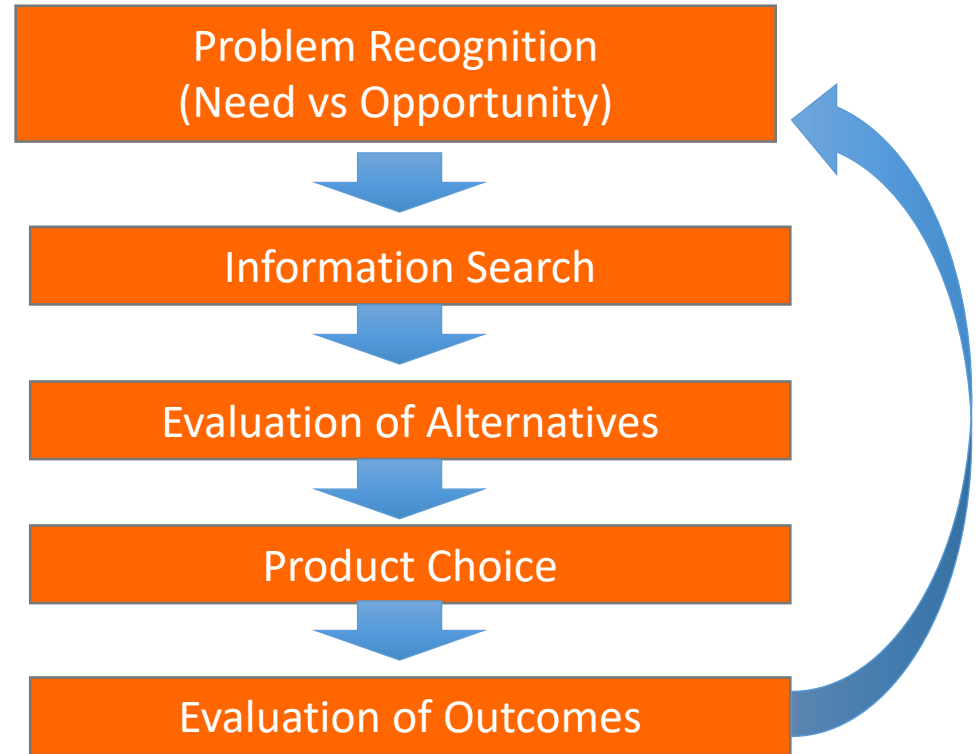 Problem Recognition
(Need vs Opportunity)
Information Search
Evaluation of Alternatives
Product Choice
Evaluation of Outcomes